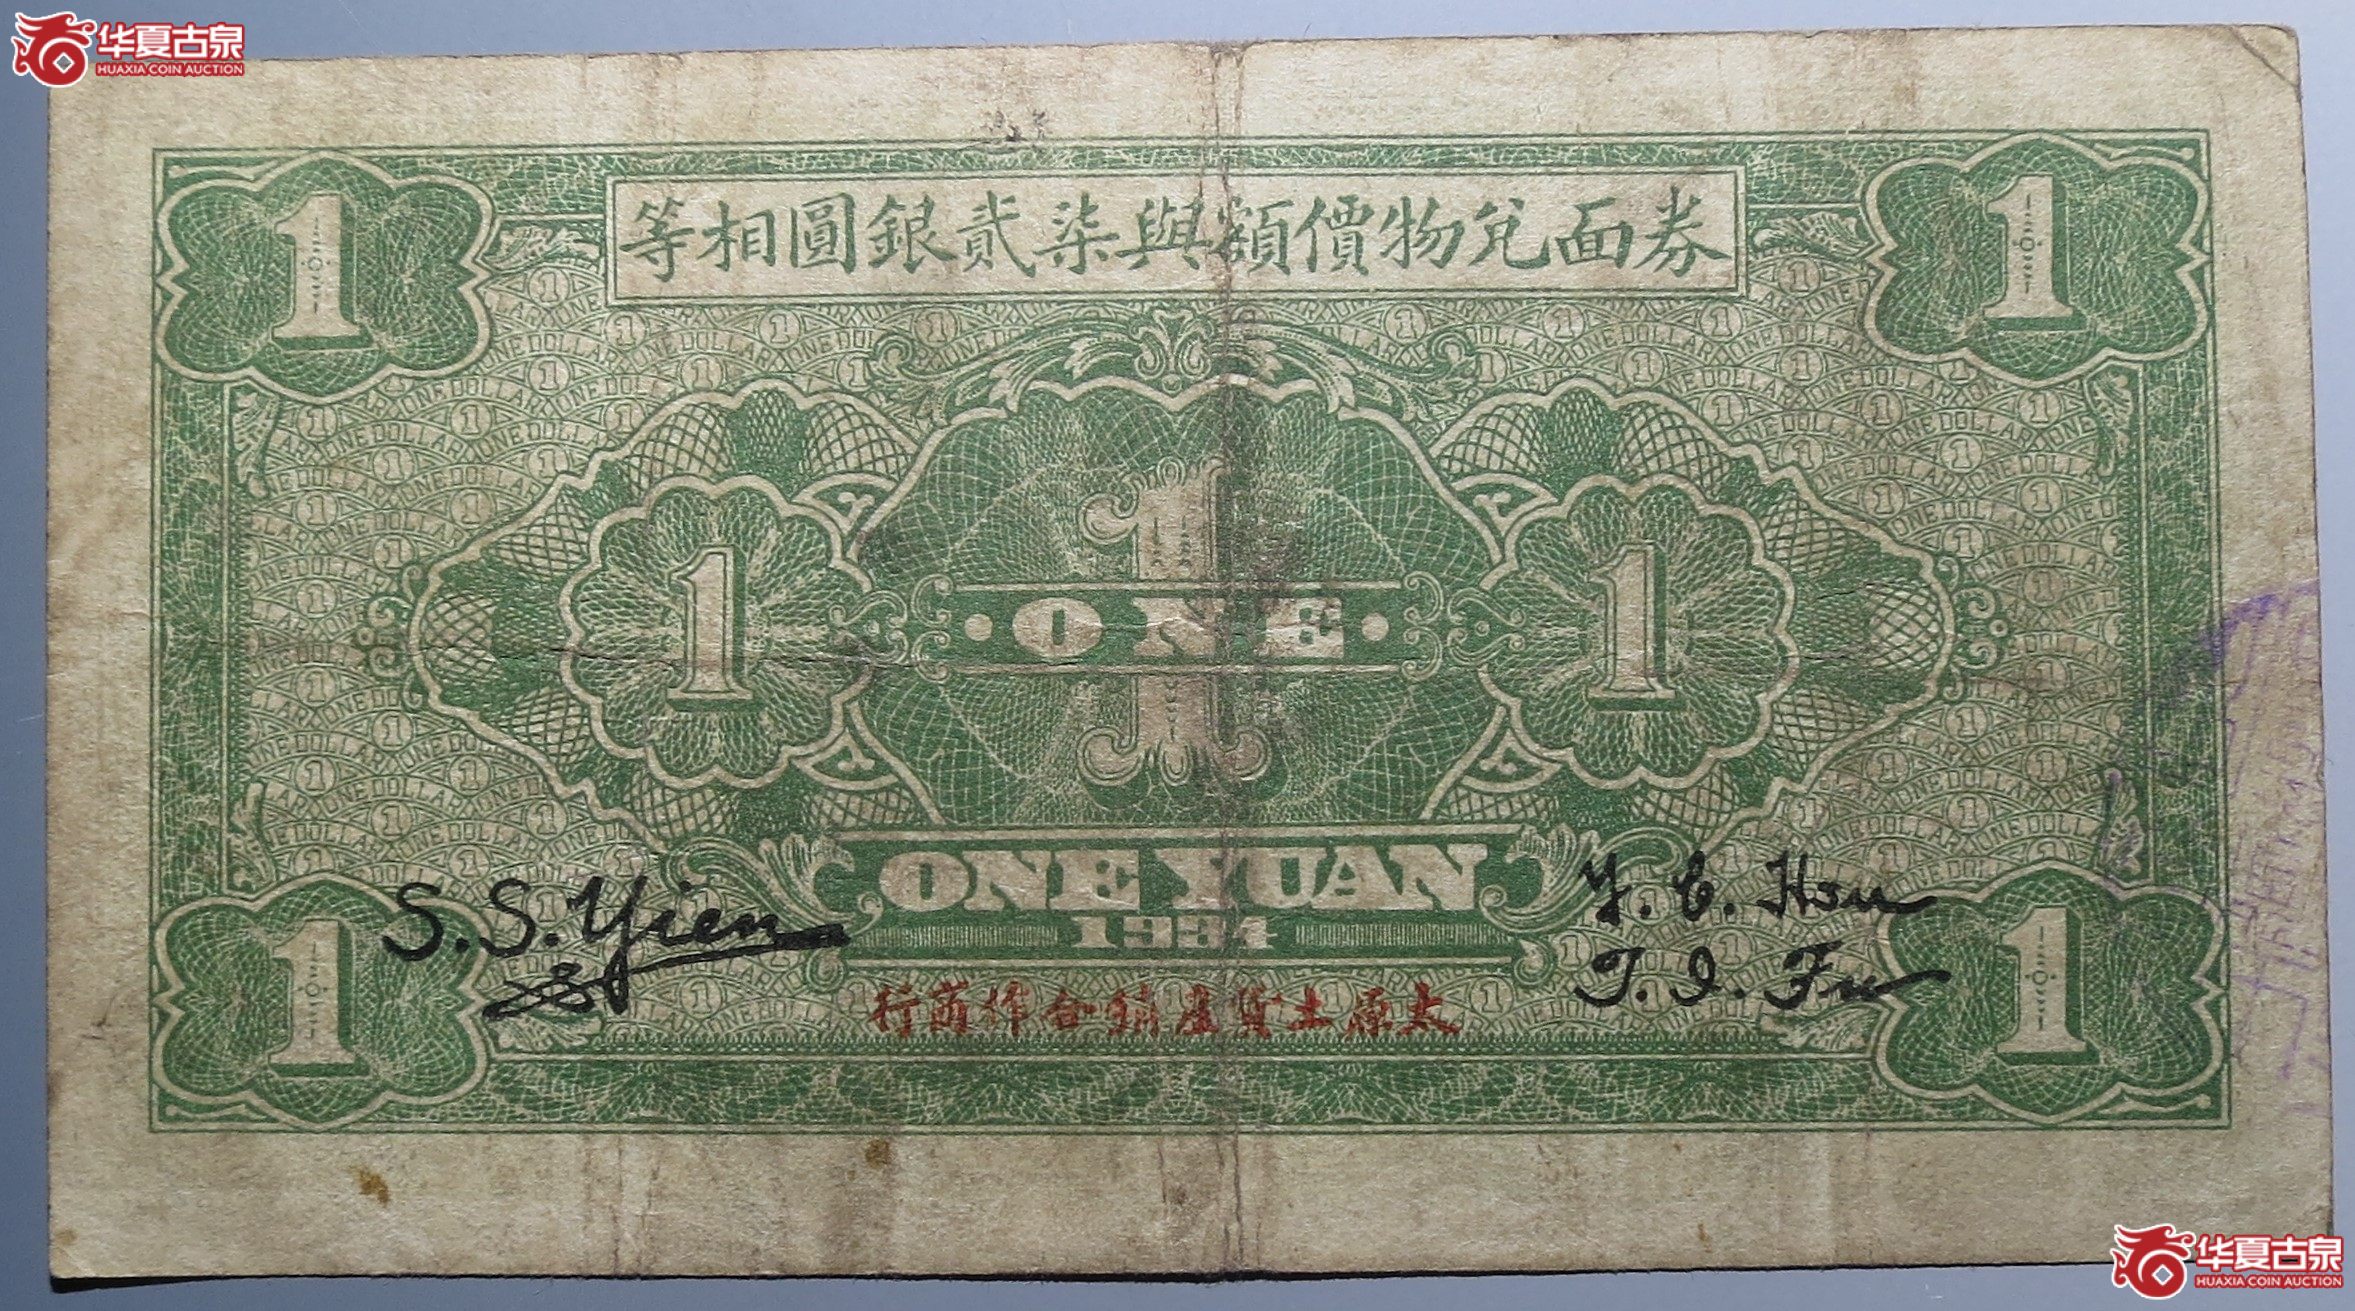 华夏古泉
HUAXIA COIN AUCTION
券面兌物價額與柒貳銀圓相等
1 1
1 1 1
ONE
ONE YUAN
1934
S.S.Yien
Y.C.Hsu
T.I.Fu
太原土貨產銷合作商行
1 1
ONE DOLLAR
华夏古泉
HUAXIA COIN AUCTION